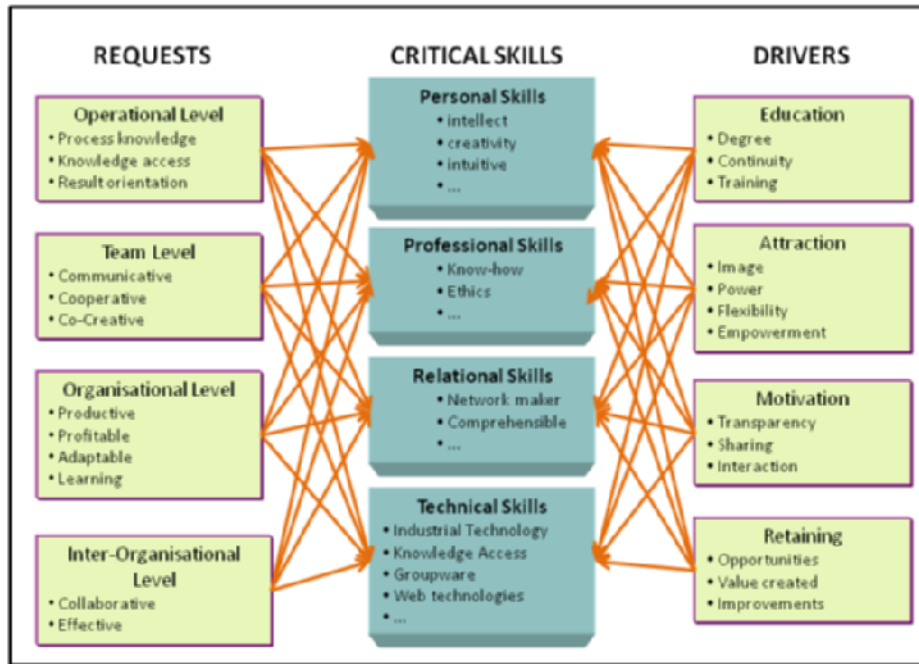 REQUESTS
Operational Level
• Process knowledge
• Knowledge access
• Result orientation
Team Level
• Communicative
• Cooperative
• Co-Creative
Organisational Level
• Productive
• Profitable
• Adaptable
• Learning
Inter-Organisational
Level
• Collaborative
• Effective
CRITICAL SKILLS
Personal Skills
• intellect
• creativity
• intuitive
• ...
Professional Skills
• Know-how
• Ethics
• ...
Relational Skills
• Network maker
• Comprehensible
• ...
Technical Skills
• Industrial Technology
• Knowledge Access
• Groupware
• Web technologies
• ...
DRIVERS
Education
• Degree
• Continuity
• Training
Attraction
• Image
• Power
• Flexibility
• Empowerment
Motivation
• Transparency
• Sharing
• Interaction
Retaining
• Opportunities
• Value created
• Improvements